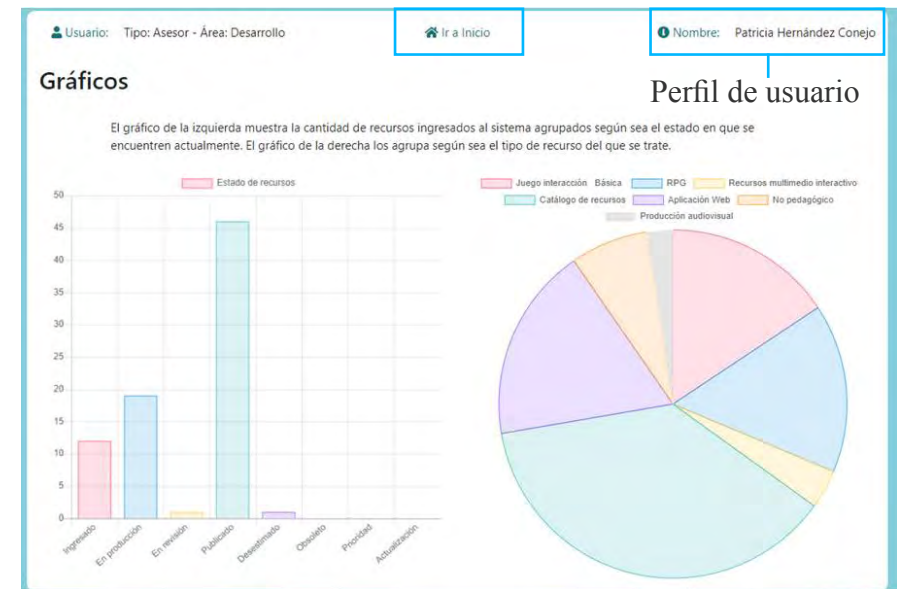 Usuario: Tipo: Asesor - Área: Desarrollo
Ir a Inicio
Nombre: Patricia Hernández Conejo
Perfil de usuario
Gráficos
El gráfico de la izquierda muestra la cantidad de recursos ingresados al sistema agrupados según sea el estado en que se
encuentren actualmente. El gráfico de la derecha los agrupa según sea el tipo de recurso del que se trate.
Estado de recursos
50
45
40
35
30
25
20
15
10
5
0
Ingresado
En producción
En revisión
Publicado
Desestimado
Obsoleto
Prioridad
Actualización
Juego interacción Básica
RPG
Recursos multimedio interactivo
Catálogo de recursos
Aplicación Web
No pedagógico
Producción audiovisual